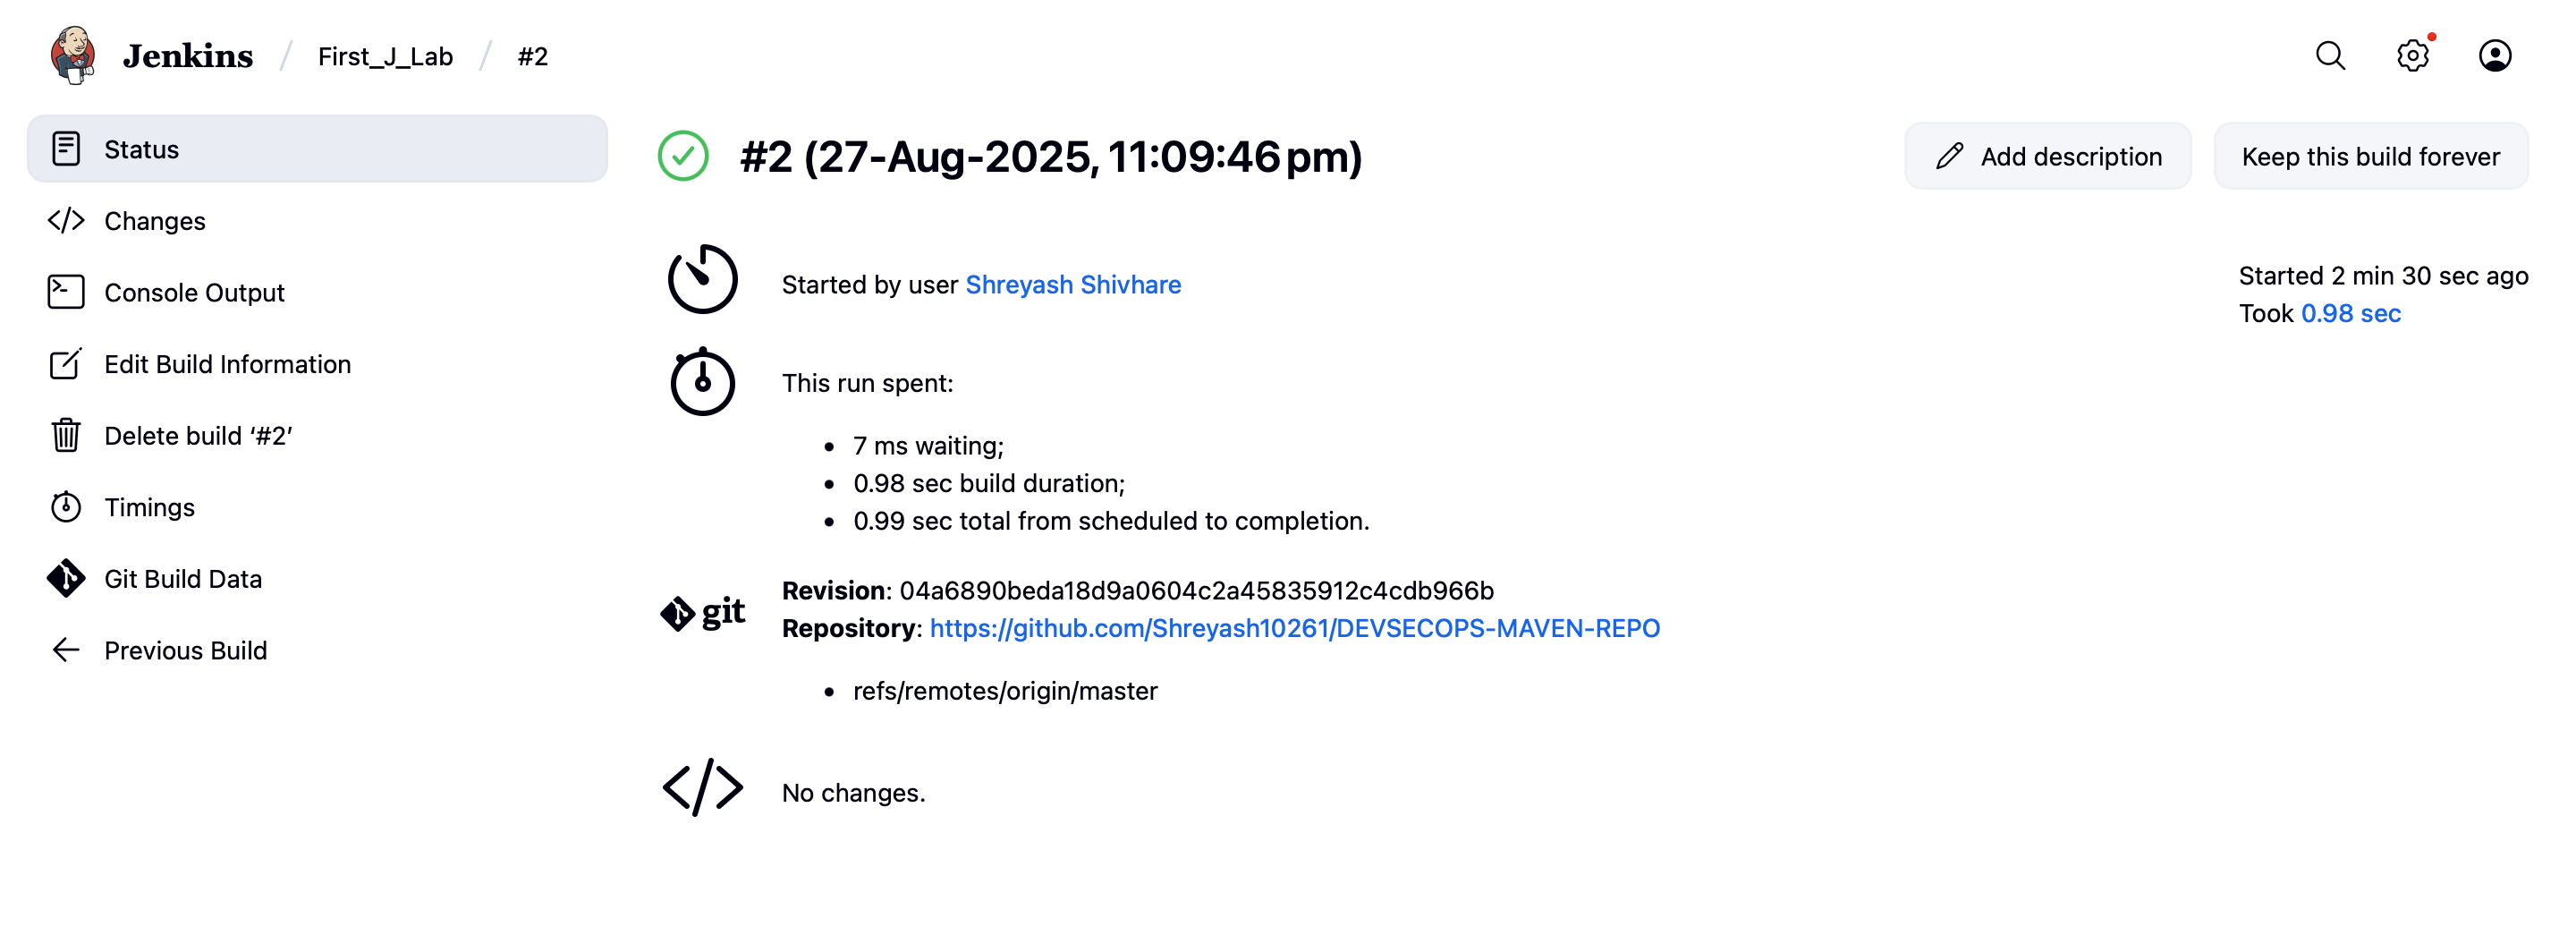 Jenkins / First_J_Lab / #2
Status
Changes
Console Output
Edit Build Information
Delete build ‘#2’
Timings
Git Build Data
Previous Build
#2 (27-Aug-2025, 11:09:46 pm)
Add description
Keep this build forever
Started by user Shreyash Shivhare
Started 2 min 30 sec ago
Took 0.98 sec
This run spent:
• 7 ms waiting;
• 0.98 sec build duration;
• 0.99 sec total from scheduled to completion.
git
Revision: 04a6890beda18d9a0604c2a45835912c4cdb966b
Repository: https://github.com/Shreyash10261/DEVSECOPS-MAVEN-REPO
• refs/remotes/origin/master
No changes.